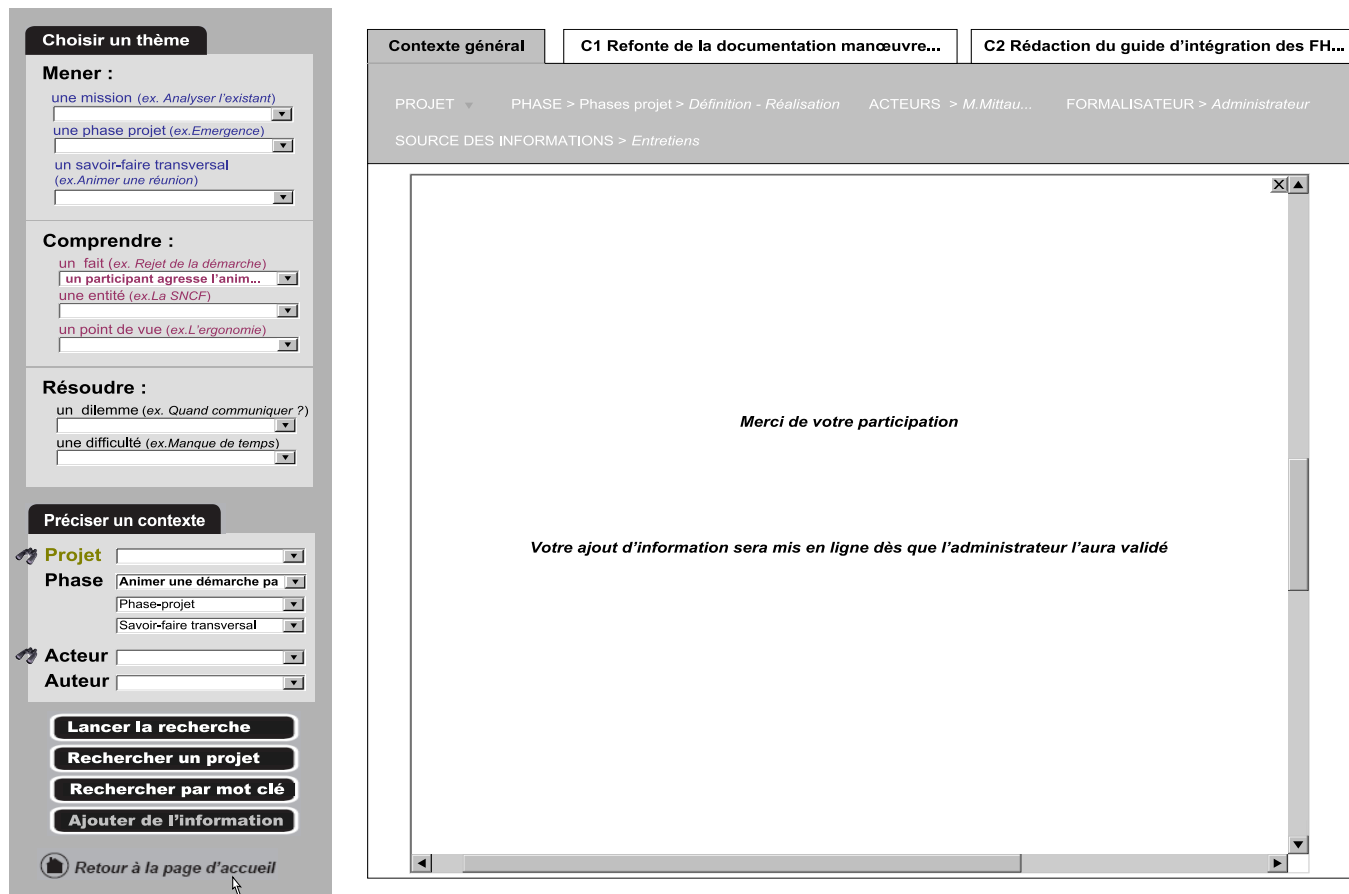 Choisir un thème
Mener :
une mission (ex. Analyser l'existant)
une phase projet (ex.Emergence)
un savoir-faire transversal
(ex.Animer une réunion)
Comprendre :
un fait (ex. Rejet de la démarche)
un participant agresse l'anim...
une entité (ex.La SNCF)
un point de vue (ex.L'ergonomie)
Résoudre :
un dilemme (ex. Quand communiquer ?)
une difficulté (ex.Manque de temps)
Préciser un contexte
Projet
Phase Animer une démarche pa
Phase-projet
Savoir-faire transversal
Acteur
Auteur
Lancer la recherche
Rechercher un projet
Rechercher par mot clé
Ajouter de l'information
Retour à la page d'accueil
Contexte général C1 Refonte de la documentation manœuvre... C2 Rédaction du guide d'intégration des FH...
PROJET PHASE > Phases projet > Définition - Réalisation ACTEURS > M.Mittau... FORMALISATEUR > Administrateur
SOURCE DES INFORMATIONS > Entretiens
X
Merci de votre participation
Votre ajout d'information sera mis en ligne dès que l'administrateur l'aura validé